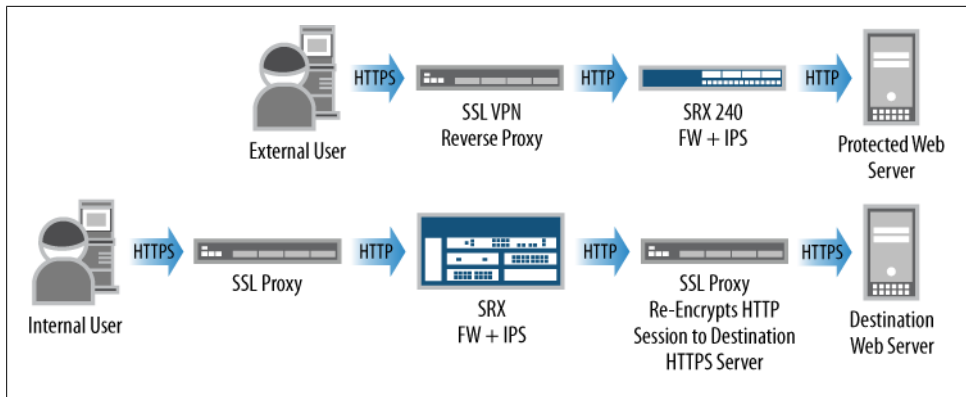 HTTPS
HTTP
HTTP
External User
SSL VPN
Reverse Proxy
SRX 240
FW + IPS
Protected Web
Server
HTTPS
HTTP
HTTP
HTTPS
Internal User
SSL Proxy
SRX
FW + IPS
SSL Proxy
Re-Encrypts HTTP
Session to Destination
HTTPS Server
Destination
Web Server